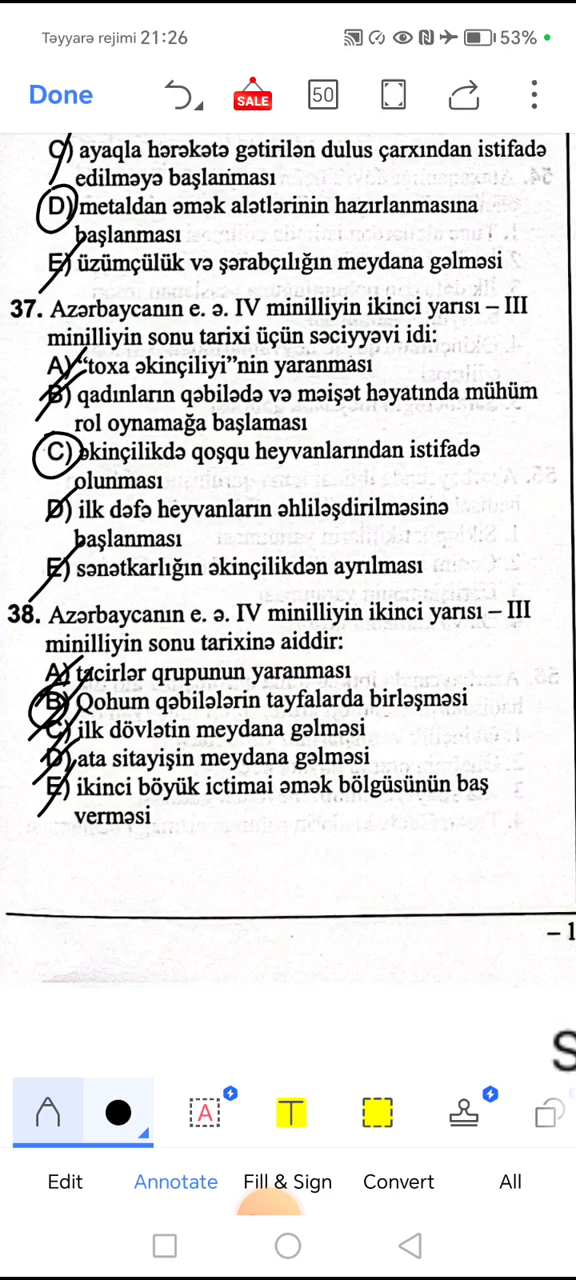 Təyyarə rejimi 21:26
53%
Done
SALE
50
C) ayaqla hərəkətə gətirilən dulus çarxından istifadə
edilməyə başlanması
D) metaldan əmək alətlərinin hazırlanmasına
başlanması
E) üzümçülük və şərabçılığın meydana gəlməsi
37. Azərbaycanın e. ə. IV minilliyin ikinci yarısı – III
minilliyin sonu tarixi üçün səciyyəvi idi:
A) “toxa əkinçiliyi”nin yaranması
B) qadınların qəbilədə və məişət həyatında mühüm
rol oynamağa başlaması
C) əkinçilikdə qoşqu heyvanlarından istifadə
olunması
D) ilk dəfə heyvanların əhliləşdirilməsinə
başlanması
E) sənətkarlığın əkinçilikdən ayrılması
38. Azərbaycanın e. ə. IV minilliyin ikinci yarısı – III
minilliyin sonu tarixinə aiddir:
A) tacirlər qrupunun yaranması
B) Qohum qəbilələrin tayfalarda birləşməsi
C) ilk dövlətin meydana gəlməsi
D) ata sitayişin meydana gəlməsi
E) ikinci böyük ictimai əmək bölgüsünün baş
verməsi
– 1
S
A
T
Edit
Annotate
Fill & Sign
Convert
All